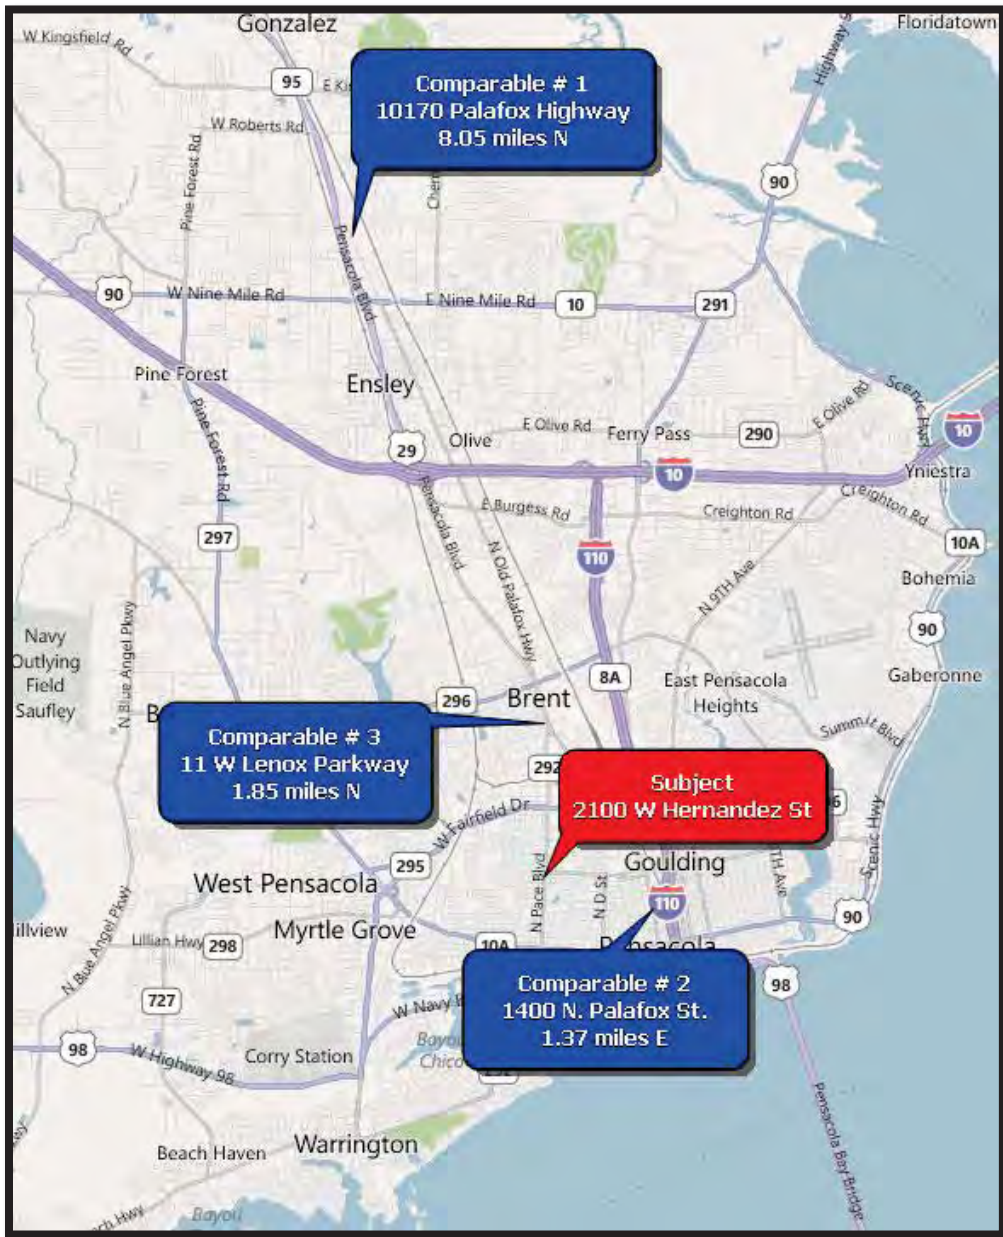 Gonzalez
Floridatown
W Kingsfield Rd
95
Highway
Comparable # 1
10170 Palafox Highway
8.05 miles N
W Roberts Rd
Pine Forest Rd
90
Pensacola Blvd
90
W Nine Mile Rd
E Nine Mile Rd
10
291
Pine Forest
Ensley
Scenic Hwy
Pine Forest Rd
29
Olive
E Olive Rd
Ferry Pass
290
E Olive Rd
10
10
Yniestra
Pensacola Blvd
E Burgess Rd
Creighton Rd
Creighton Rd
297
N Old Palafox Hwy
110
10A
N 9TH Ave
Bohemia
Navy
Outlying
Field
Saufley
N Blue Angel Pkwy
90
8A
East Pensacola
Heights
Gaberonne
296
Brent
Summit Blvd
Comparable # 3
11 W Lenox Parkway
1.85 miles N
292
Subject
2100 W Hernandez St
W Fairfield Dr
Scenic Hwy
295
Goulding
West Pensacola
N Pace Blvd
N D St
110
90
Myrtle Grove
Lillian Hwy
298
10A
Pensacola
N Blue Angel Pkwy
Comparable # 2
1400 N. Palafox St.
1.37 miles E
98
727
W Navy
98
W Highway 98
Corry Station
Bayou
Chico
Pensacola Bay Bridge
Beach Haven
Warrington
Bayou